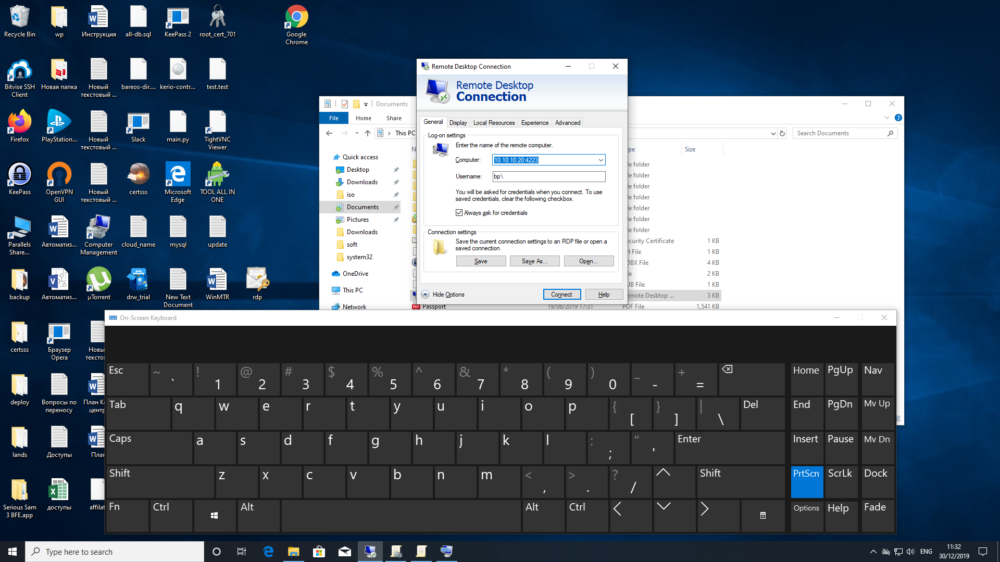 Recycle Bin
wp
Инструкция
all-db.sql
KeePass 2
root_cert_701
Google
Chrome
Bitvise SSH
Client
Новая папка
Новый
текстовый ...
bareos-dir....
kerio-contr...
test.test
Firefox
PlayStation...
Новый
текстовый ...
Slack
main.py
TightVNC
Viewer
KeePass
OpenVPN
GUI
Новый
текстовый ...
certsss
Microsoft
Edge
TOOL ALL IN
ONE
Parallels
Share...
Автоматиз...
Computer
Management
cloud_name
mysql
update
backup
Автоматиз...
µTorrent
drw_trial
New Text
Document
WinMTR
rdp
certsss
Браузер
Opera
deploy
Вопросы по
переносу
lands
Доступы
Serious Sam
3 BFE.app
доступы
Remote Desktop Connection
Remote Desktop
Connection
General
Display
Local Resources
Experience
Advanced
Log-on settings
Enter the name of the remote computer.
Computer:
10.10.10.20:4223
Username:
bp\
You will be asked for credentials when you connect. To use
saved credentials, clear the following checkbox.
Always ask for credentials
Connection settings
Save the current connection settings to an RDP file or open a
saved connection.
Save
Save As...
Open...
Hide Options
Connect
Help
Documents
File
Home
Share
This PC
Search Documents
Size
Quick access
Desktop
Downloads
iso
Documents
Pictures
Downloads
soft
system32
OneDrive
This PC
Network
folder
folder
folder
folder
folder
folder
folder
Certificate 1 KB
File 1 KB
File 4 KB
2 KB
File 1 KB
Desktop ... 3 KB
Passport 19/08/2019 17:31 PDF File 1,541 KB
On-Screen Keyboard
Esc ~ ` ! 1 @ 2 # 3 $ 4 % 5 ^ 6 & 7 * 8 ( 9 ) 0 _ - + = Home PgUp Nav
Tab q w e r t y u i o p { [ } ] | \ Del End PgDn Mv Up
Caps a s d f g h j k l : ; " ' Enter Insert Pause Mv Dn
Shift z x c v b n m < , > . ? / Shift PrtScn ScrLk Dock
Fn Ctrl Alt Alt Ctrl Options Help Fade
Type here to search
ENG
11:32
30/12/2019